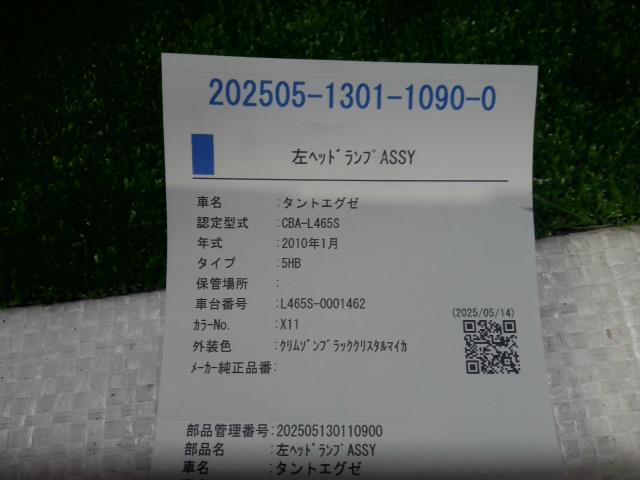 202505-1301-1090-0
左ﾍｯﾄﾞﾗﾝﾌﾟASSY
車名 :タントエグゼ
認定型式 :CBA-L465S
年式 :2010年1月
タイプ :5HB
保管場所 :
車台番号 :L465S-0001462
ｶﾗｰNo. :X11
(2025/05/14)
外装色 :ｸﾘﾑｿﾞﾝﾌﾞﾗｯｸｸﾘｽﾀﾙﾏｲｶ
ﾒｰｶｰ純正品番:
部品管理番号:202505130110900
部品名 :左ﾍｯﾄﾞﾗﾝﾌﾟASSY
車名 :タントエグゼ